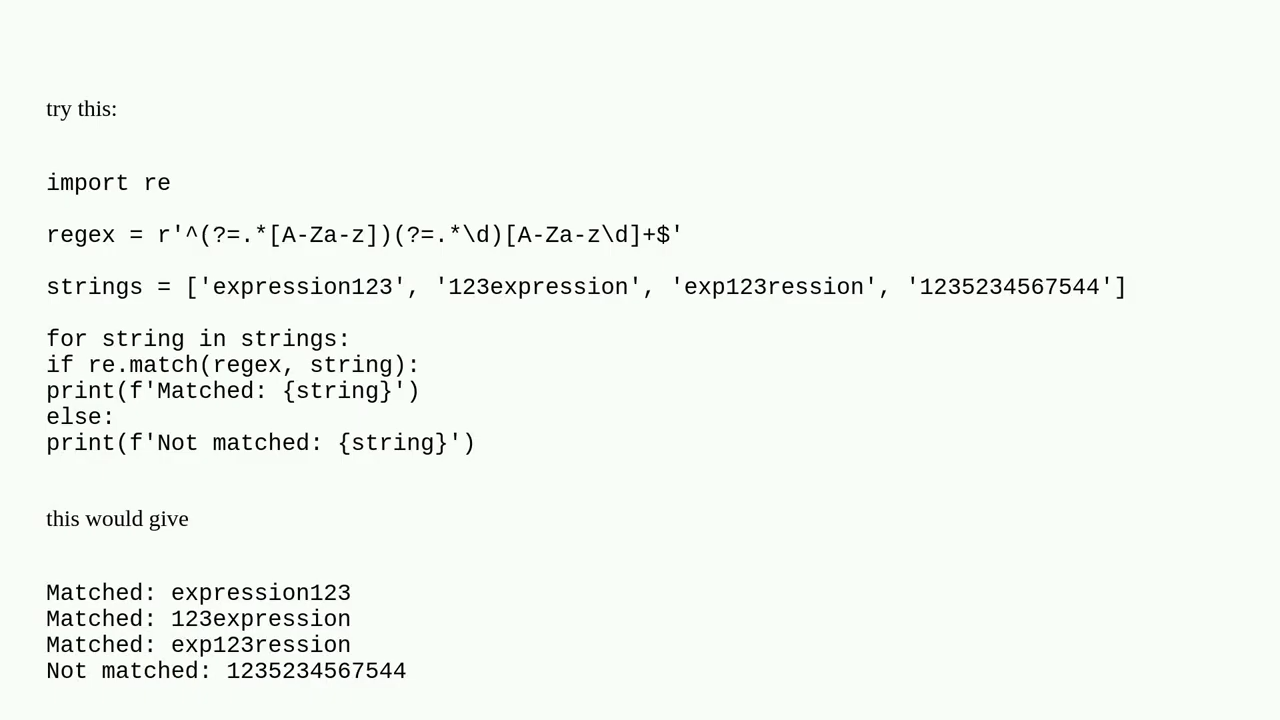 try this:
import re
regex = r'^(?=.*[A-Za-z])(?=.*\d)[A-Za-z\d]+$'
strings = ['expression123', '123expression', 'exp123ression', '1235234567544']
for string in strings:
if re.match(regex, string):
print(f'Matched: {string}')
else:
print(f'Not matched: {string}')
this would give
Matched: expression123
Matched: 123expression
Matched: exp123ression
Not matched: 1235234567544